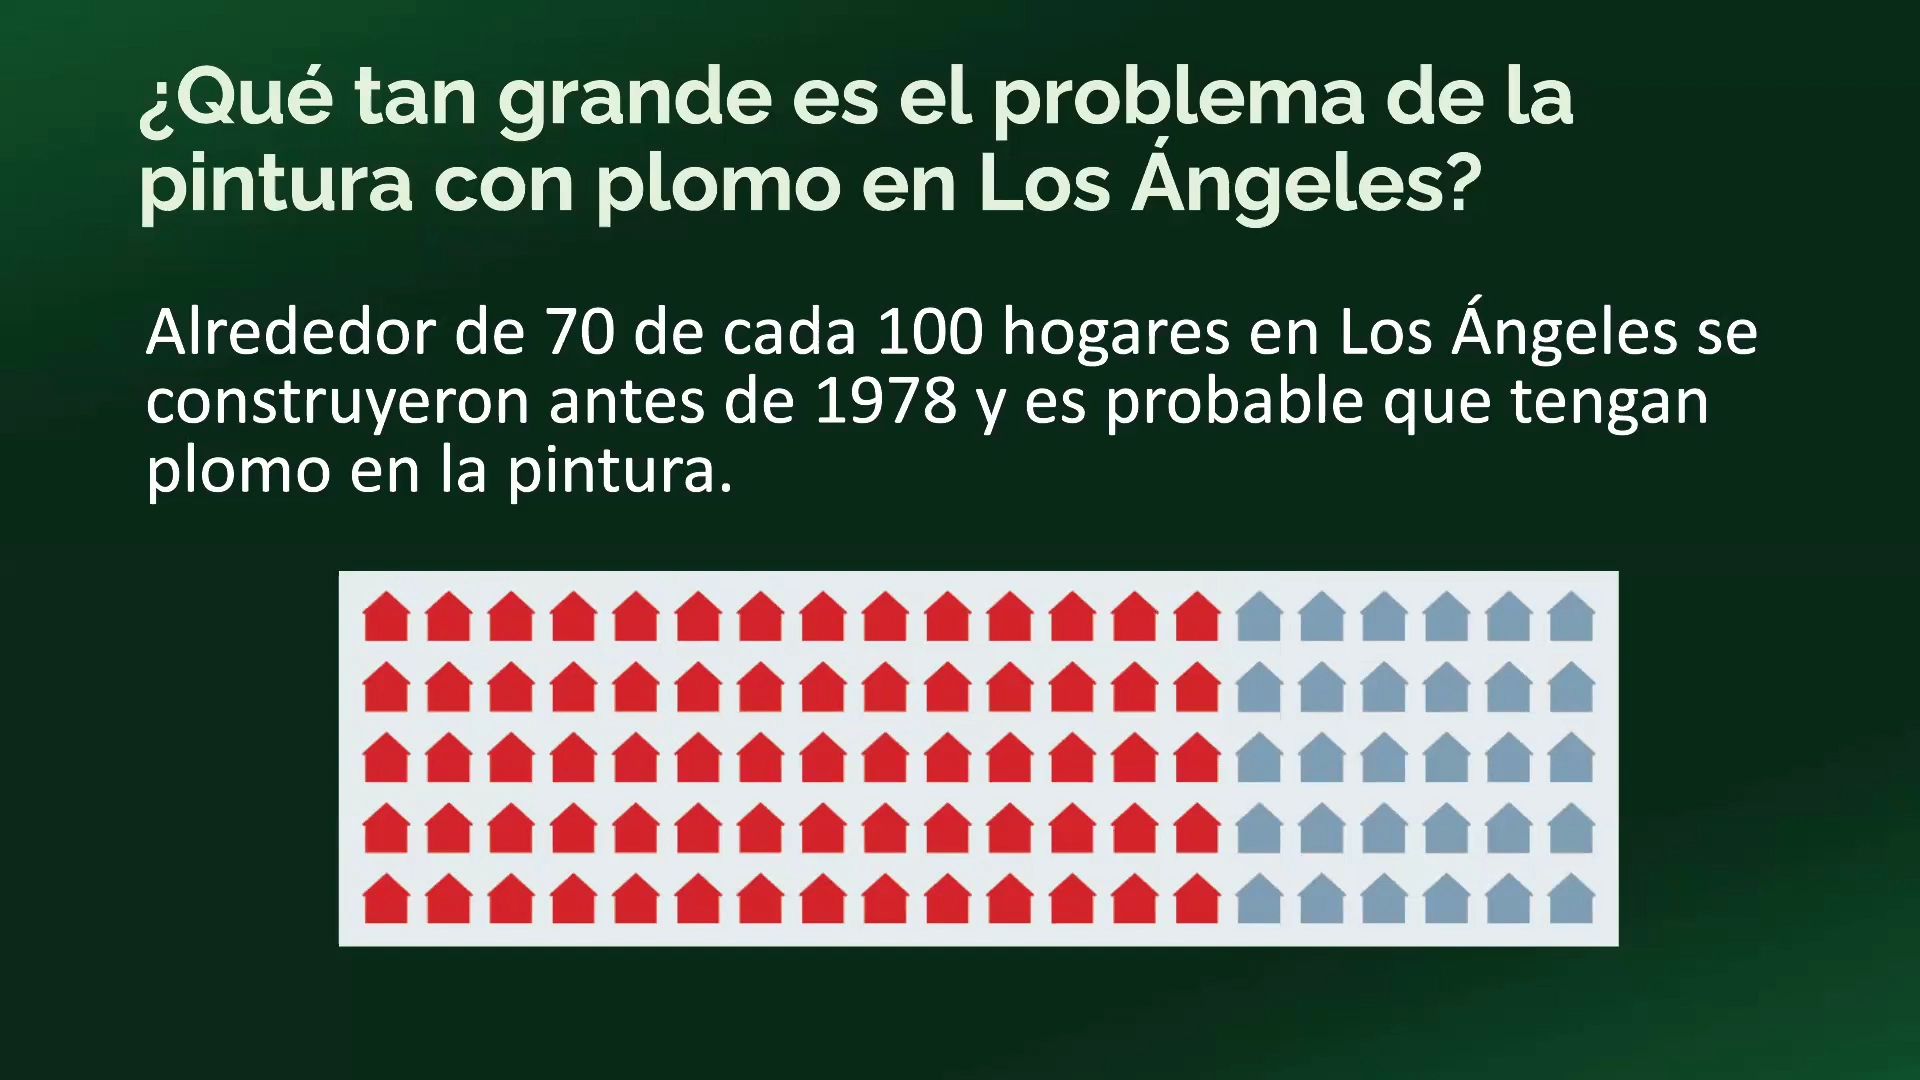 ¿Qué tan grande es el problema de la
pintura con plomo en Los Ángeles?
Alrededor de 70 de cada 100 hogares en Los Ángeles se
construyeron antes de 1978 y es probable que tengan
plomo en la pintura.